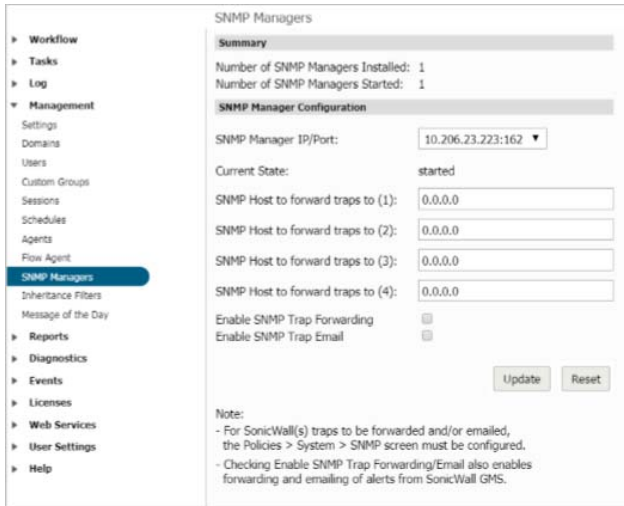 Workflow
Tasks
Log
Management
Settings
Domains
Users
Custom Groups
Sessions
Schedules
Agents
Flow Agent
SNMP Managers
Inheritance Filters
Message of the Day
Reports
Diagnostics
Events
Licenses
Web Services
User Settings
Help
SNMP Managers
Summary
Number of SNMP Managers Installed: 1
Number of SNMP Managers Started: 1
SNMP Manager Configuration
SNMP Manager IP/Port: 10.206.23.223:162
Current State: started
SNMP Host to forward traps to (1): 0.0.0.0
SNMP Host to forward traps to (2): 0.0.0.0
SNMP Host to forward traps to (3): 0.0.0.0
SNMP Host to forward traps to (4): 0.0.0.0
Enable SNMP Trap Forwarding
Enable SNMP Trap Email
Update Reset
Note:
- For SonicWall(s) traps to be forwarded and/or emailed,
the Policies > System > SNMP screen must be configured.
- Checking Enable SNMP Trap Forwarding/Email also enables
forwarding and emailing of alerts from SonicWall GMS.